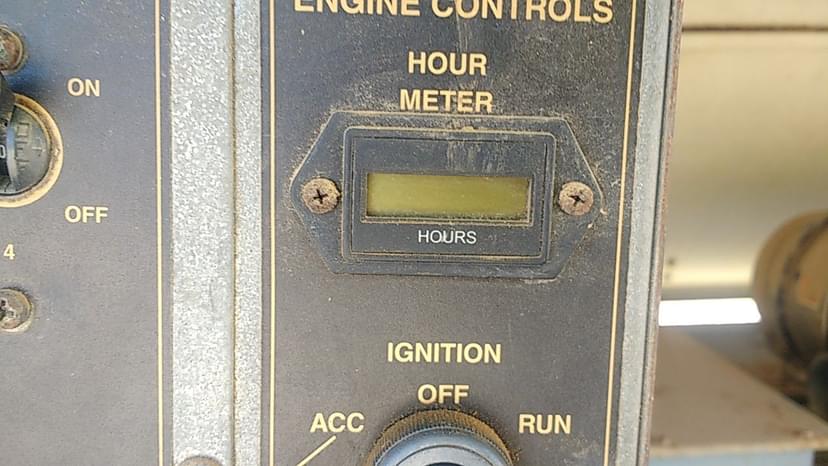 ENGINE CONTROLS
HOUR
METER
HOURS
IGNITION
OFF
ACC
RUN
ON
OFF
4